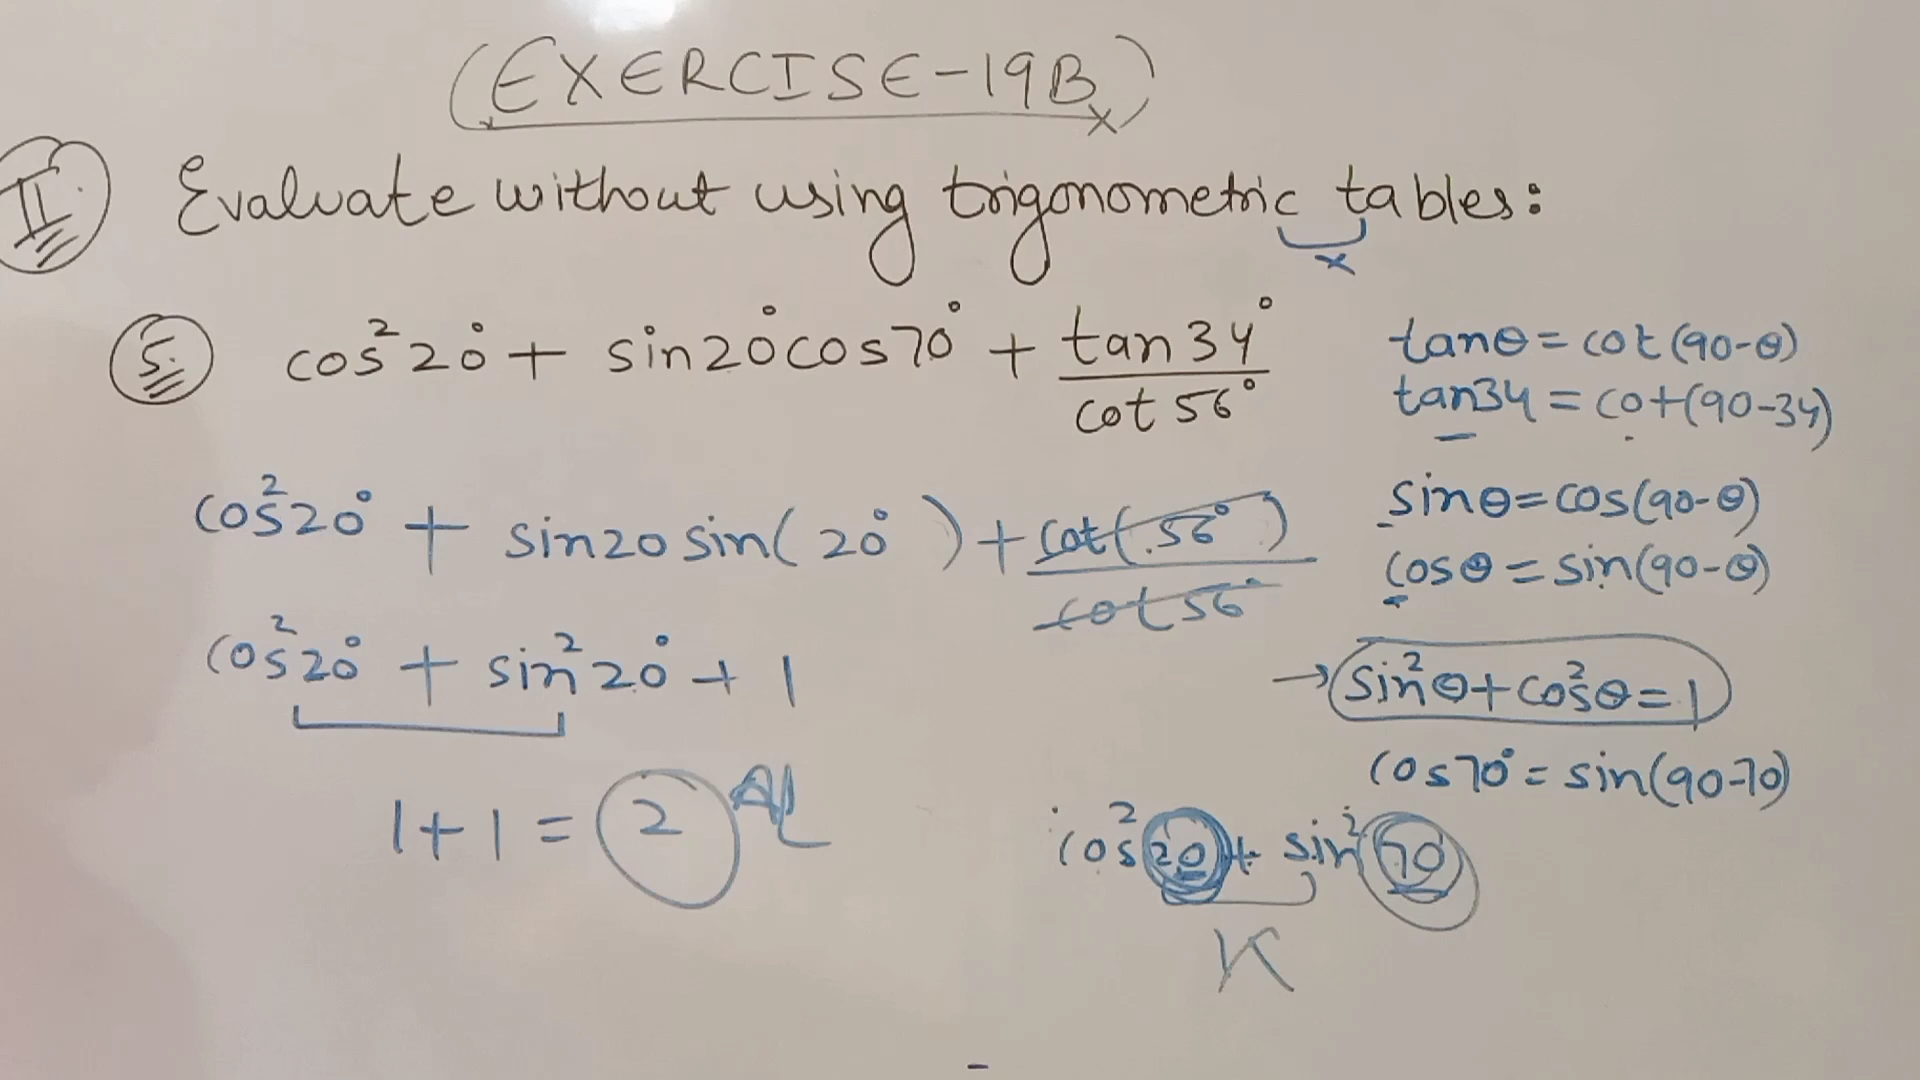 (EXERCISE-19B)
II. Evaluate without using trigonometric tables:
5. cos²20° + sin20°cos70° + tan34°/cot56°
cos²20° + sin20 sin(20°) + cot(56°)/cot56°
cos²20° + sin²20° + 1
1+1 = 2
tanθ = cot(90-θ)
tan34 = cot(90-34)
sinθ = cos(90-θ)
cosθ = sin(90-θ)
→ sin²θ + cos²θ = 1
cos70° = sin(90-70)
cos²20 + sin²70